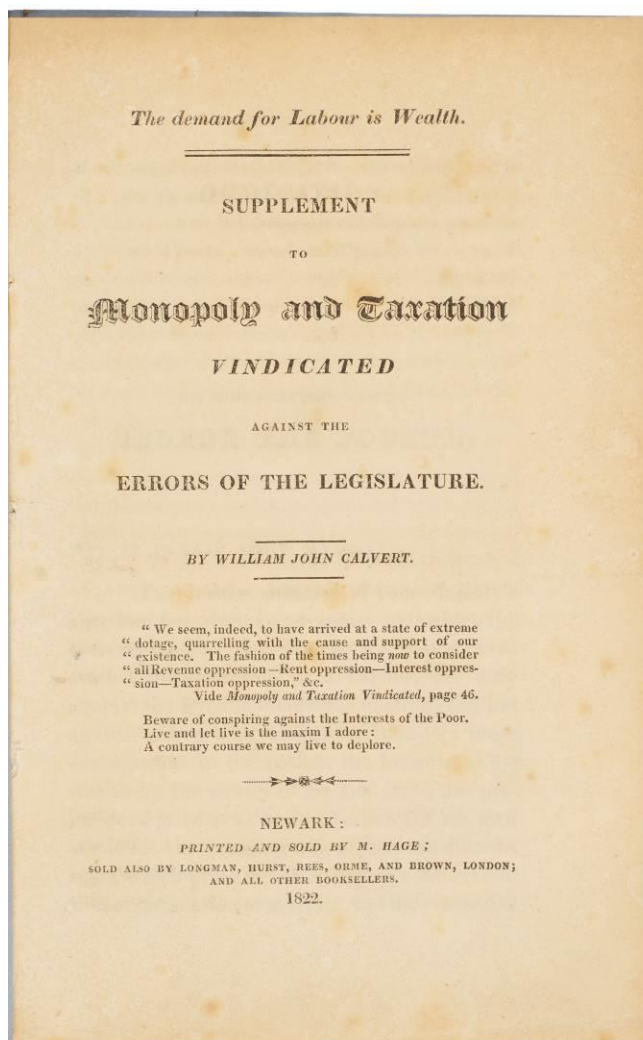 The demand for Labour is Wealth.
SUPPLEMENT
TO
Monopoly and Taxation
VINDICATED
AGAINST THE
ERRORS OF THE LEGISLATURE.
BY WILLIAM JOHN CALVERT.
“ We seem, indeed, to have arrived at a state of extreme
“ dotage, quarrelling with the cause and support of our
“ existence. The fashion of the times being now to consider
“ all Revenue oppression—Rent oppression—Interest oppres-
“ sion—Taxation oppression,” &c.
Vide Monopoly and Taxation Vindicated, page 46.
Beware of conspiring against the Interests of the Poor.
Live and let live is the maxim I adore:
A contrary course we may live to deplore.
NEWARK:
PRINTED AND SOLD BY M. HAGE;
SOLD ALSO BY LONGMAN, HURST, REES, ORME, AND BROWN, LONDON;
AND ALL OTHER BOOKSELLERS.
1822.